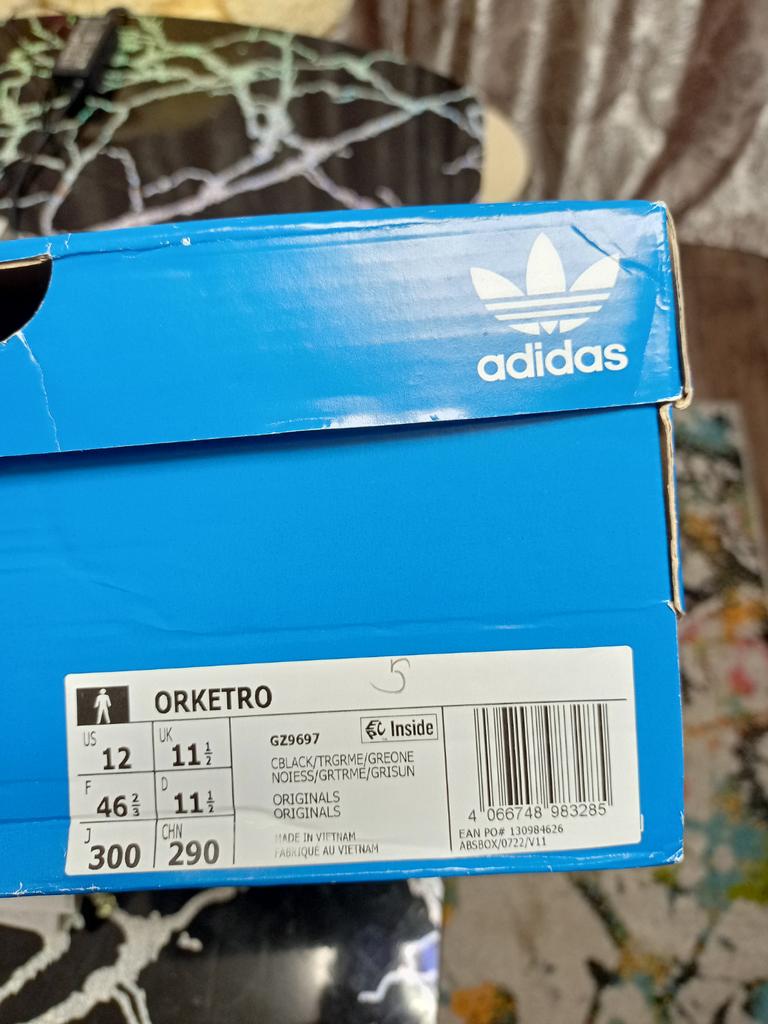 adidas
5
ORKETRO
US 12
UK 11 1/2
F 46 2/3
D 11 1/2
J 300
CHN 290
GZ9697
Inside
CBLACK/TRGRME/GREONE
NOIESS/GRTRME/GRISUN
ORIGINALS
ORIGINALS
MADE IN VIETNAM
FABRIQUÉ AU VIETNAM
4 066748 983285
EAN PO# 130984626
ABSBOX/0722/V11